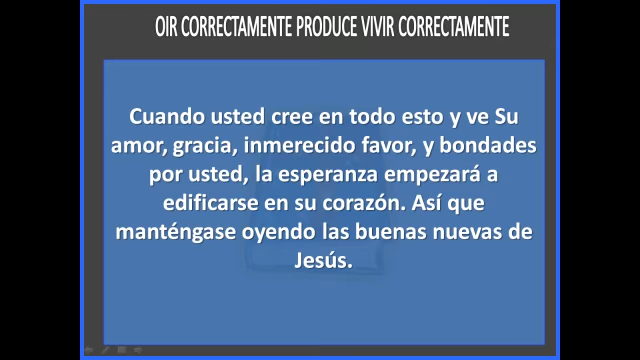 OIR CORRECTAMENTE PRODUCE VIVIR CORRECTAMENTE
Cuando usted cree en todo esto y ve Su
amor, gracia, inmerecido favor, y bondades
por usted, la esperanza empezará a
edificarse en su corazón. Así que
manténgase oyendo las buenas nuevas de
Jesús.